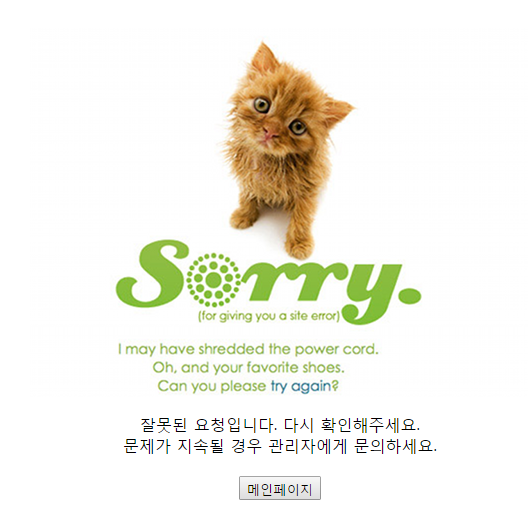 Sorry.
(for giving you a site error)
I may have shredded the power cord.
Oh, and your favorite shoes.
Can you please try again?
잘못된 요청입니다. 다시 확인해주세요.
문제가 지속될 경우 관리자에게 문의하세요.
메인페이지